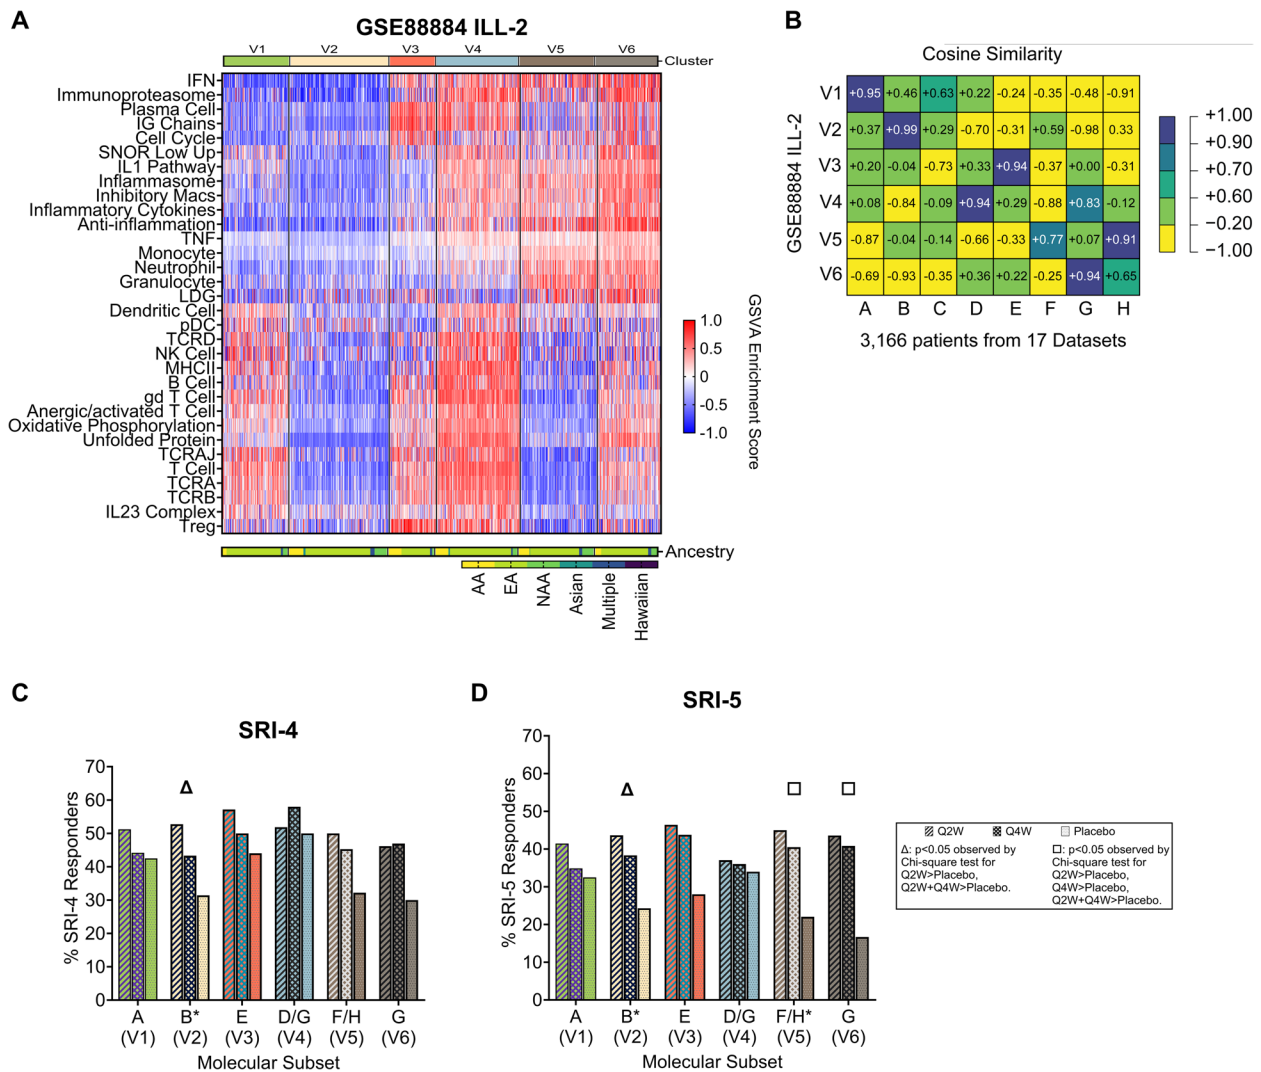 A
GSE88884 ILL-2
V1 V2 V3 V4 V5 V6
Cluster
IFN
Immunoproteasome
Plasma Cell
IG Chains
Cell Cycle
SNOR Low Up
IL1 Pathway
Inflammasome
Inhibitory Macs
Inflammatory Cytokines
Anti-inflammation
TNF
Monocyte
Neutrophil
Granulocyte
LDG
Dendritic Cell
pDC
TCRD
NK Cell
MHCII
B Cell
gd T Cell
Anergic/activated T Cell
Oxidative Phosphorylation
Unfolded Protein
TCRAJ
T Cell
TCRA
TCRB
IL23 Complex
Treg
1.0
0.5
0
-0.5
-1.0
GSVA Enrichment Score
Ancestry
AA
EA
NAA
Asian
Multiple
Hawaiian
B
Cosine Similarity
GSE88884 ILL-2
V1 +0.95 +0.46 +0.63 +0.22 -0.24 -0.35 -0.48 -0.91
V2 +0.37 +0.99 +0.29 -0.70 -0.31 +0.59 -0.98 0.33
V3 +0.20 -0.04 -0.73 +0.33 +0.94 -0.37 +0.00 -0.31
V4 +0.08 -0.84 -0.09 +0.94 +0.29 -0.88 +0.83 -0.12
V5 -0.87 -0.04 -0.14 -0.66 -0.33 +0.77 +0.07 +0.91
V6 -0.69 -0.93 -0.35 +0.36 +0.22 -0.25 +0.94 +0.65
A B C D E F G H
3,166 patients from 17 Datasets
+1.00
+0.90
+0.70
+0.60
−0.20
−1.00
C
SRI-4
% SRI-4 Responders
70
60
50
40
30
20
10
0
Δ
A B* E D/G F/H G
(V1) (V2) (V3) (V4) (V5) (V6)
Molecular Subset
D
SRI-5
% SRI-5 Responders
70
60
50
40
30
20
10
0
Δ □ □
A B* E D/G F/H* G
(V1) (V2) (V3) (V4) (V5) (V6)
Molecular Subset
Q2W Q4W Placebo
Δ: p<0.05 observed by
Chi-square test for
Q2W>Placebo,
Q2W+Q4W>Placebo.
□: p<0.05 observed by
Chi-square test for
Q2W>Placebo,
Q4W>Placebo,
Q2W+Q4W>Placebo.